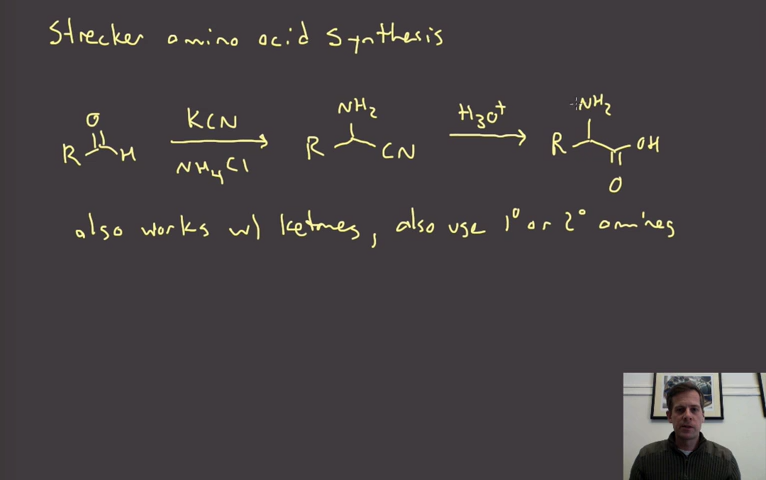 Strecker amino acid synthesis
O
R H
KCN
NH4Cl
NH2
R CN
H3O+
NH2
R OH
O
also works w/ ketones, also use 1° or 2° amines